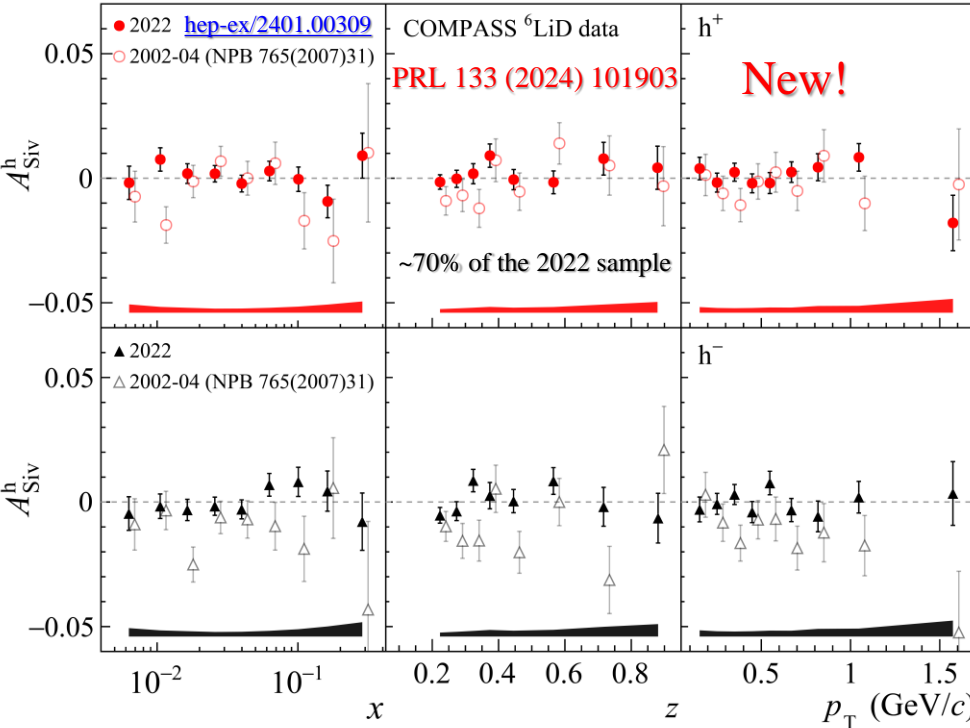 2022 hep-ex/2401.00309
2002-04 (NPB 765(2007)31)
COMPASS ⁶LiD data
PRL 133 (2024) 101903
h⁺
New!
~70% of the 2022 sample
A^h_Siv
0.05
0
−0.05
2022
2002-04 (NPB 765(2007)31)
h⁻
A^h_Siv
0.05
0
−0.05
10⁻² 10⁻¹
0.2 0.4 0.6 0.8
0.5 1 1.5
x
z
p_T (GeV/c)